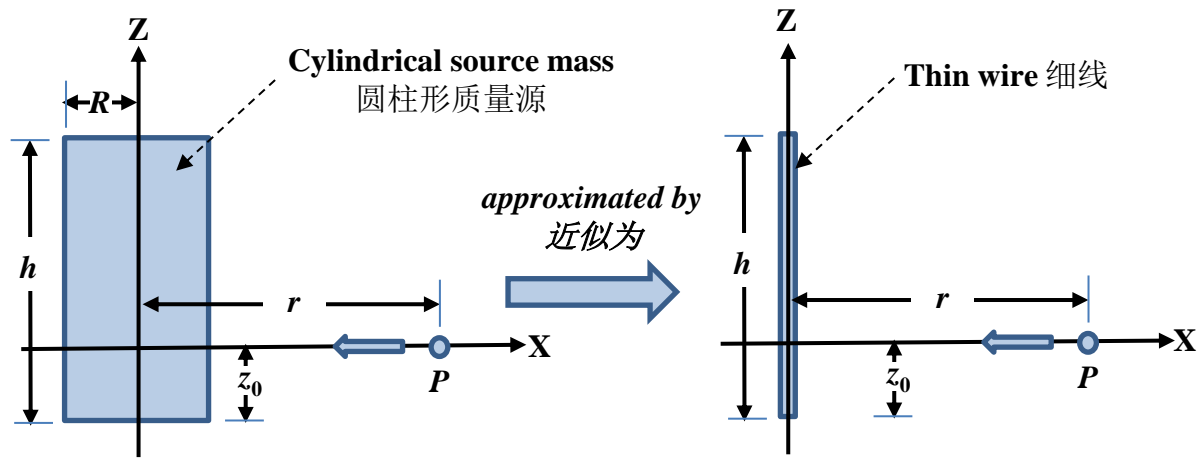 Z
Cylindrical source mass
圆柱形质量源
R
h
r
X
P
z0
approximated by
近似为
Z
Thin wire 细线
h
r
X
P
z0